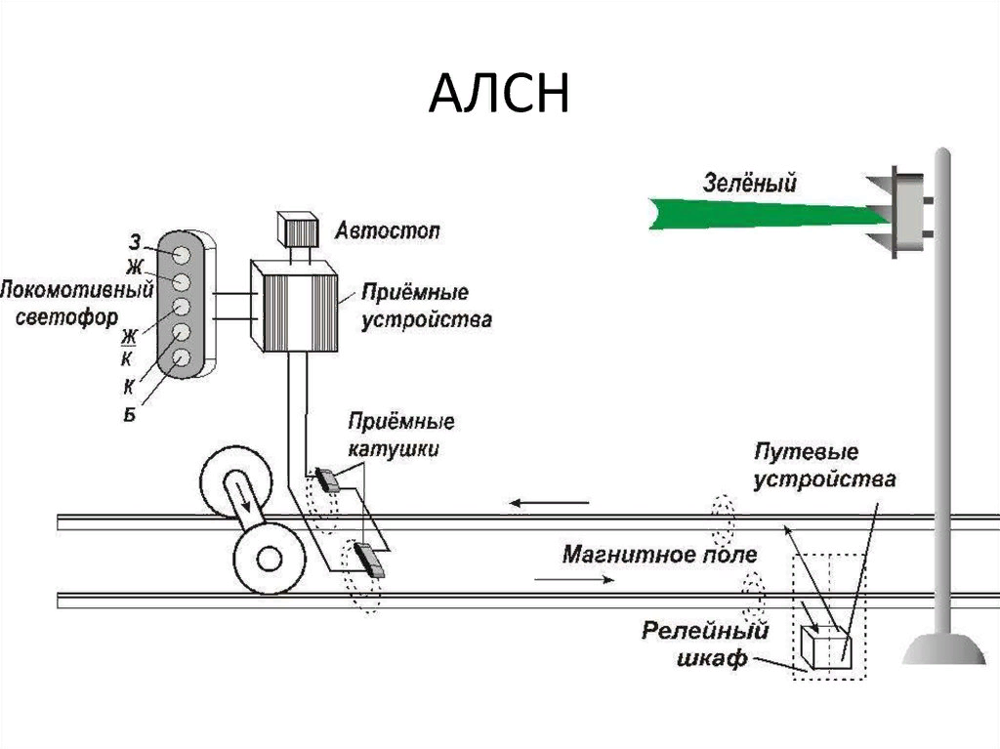 АЛСН
Зелёный
Автостоп
З
Ж
Локомотивный
светофор
Ж
К
К
Б
Приёмные
устройства
Приёмные
катушки
Путевые
устройства
Магнитное поле
Релейный
шкаф